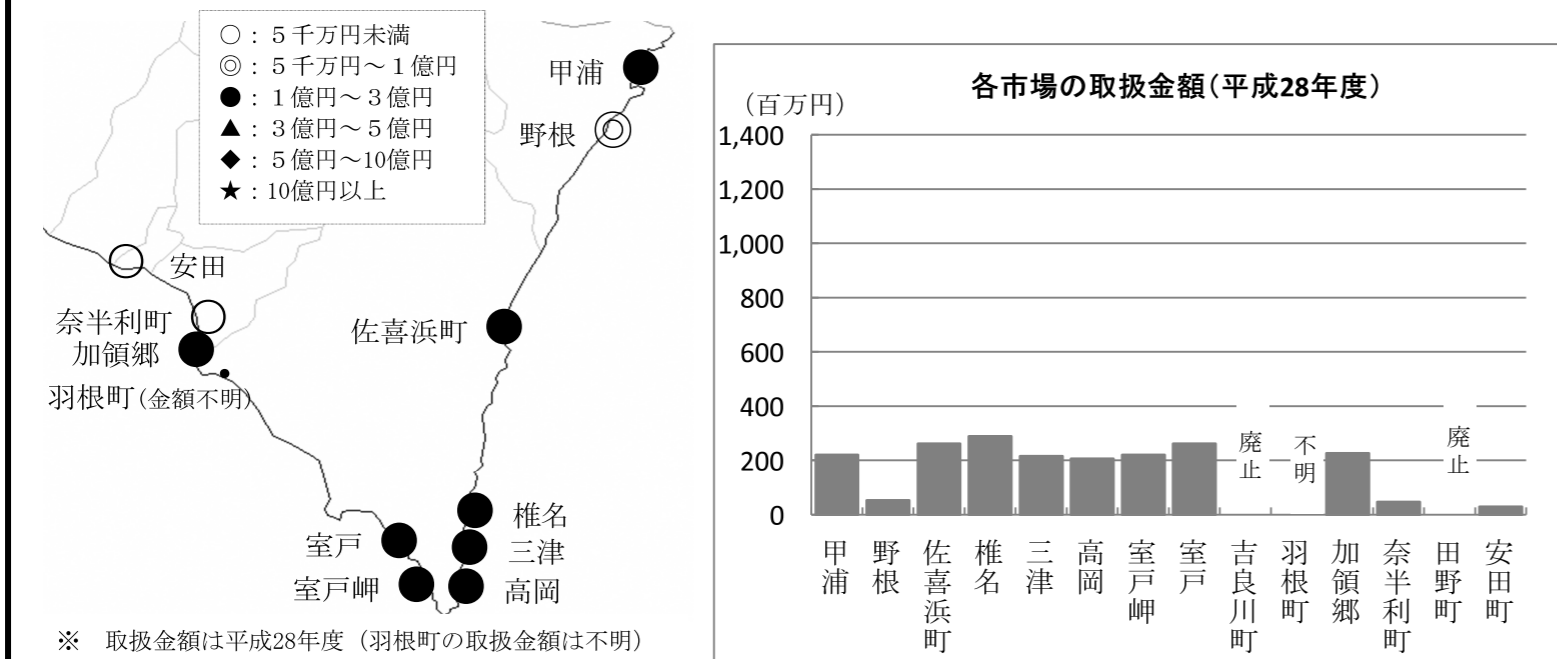 ○：５千万円未満
◎：５千万円～１億円
●：１億円～３億円
▲：３億円～５億円
◆：５億円～10億円
★：10億円以上
甲浦
野根
安田
奈半利町
加領郷
羽根町(金額不明)
佐喜浜町
椎名
室戸
三津
室戸岬
高岡
※　取扱金額は平成28年度（羽根町の取扱金額は不明）
各市場の取扱金額(平成28年度)
（百万円）
1,400
1,200
1,000
800
600
400
200
0
廃止
不明
廃止
甲浦
野根
佐喜浜町
椎名
三津
高岡
室戸岬
室戸
吉良川町
羽根町
加領郷
奈半利町
田野町
安田町